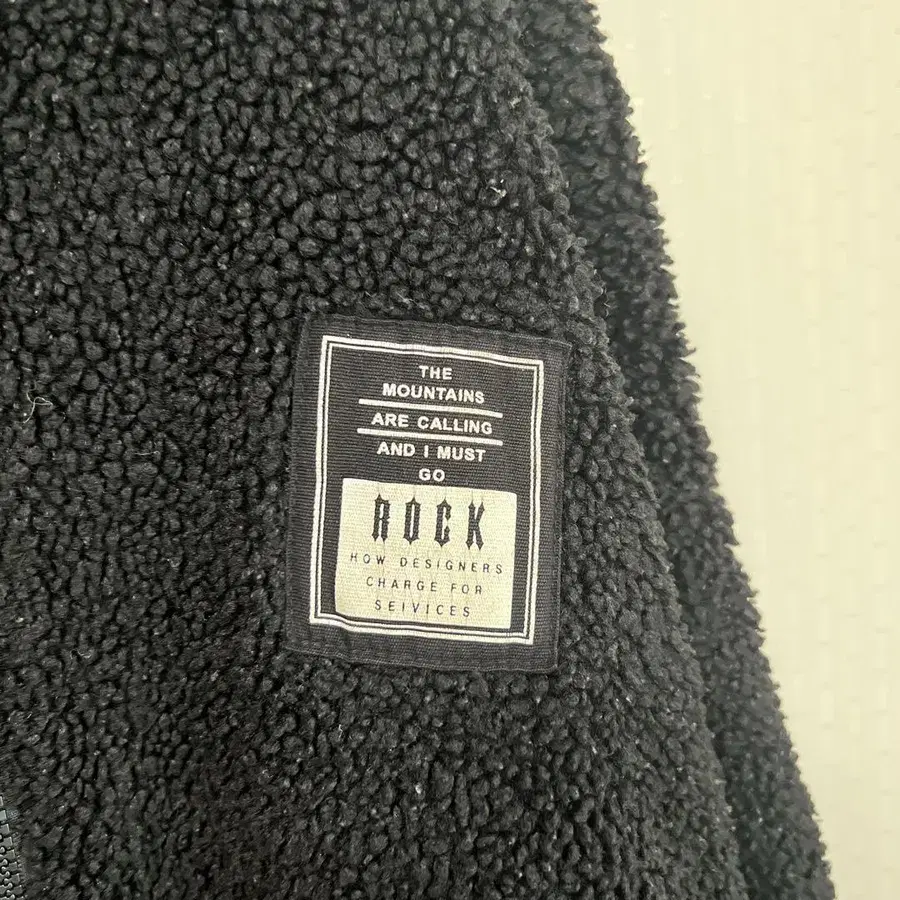 THE
MOUNTAINS
ARE CALLING
AND I MUST
GO
ROCK
HOW DESIGNERS
CHARGE FOR
SEIVICES